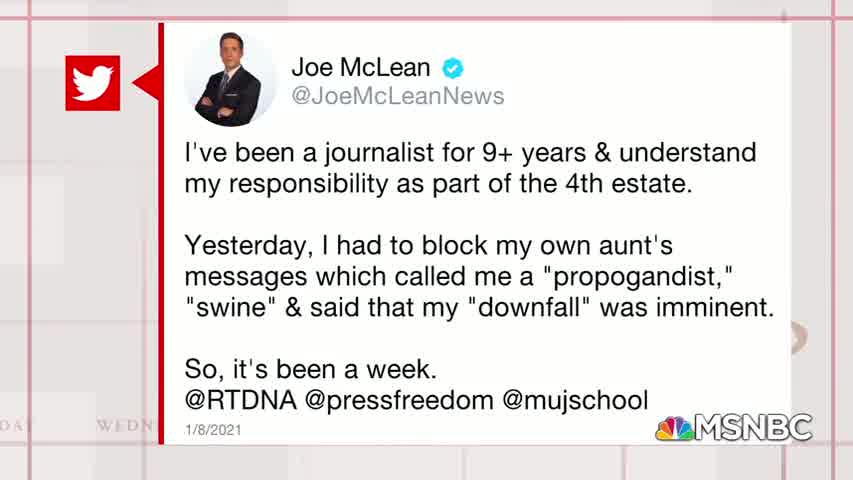 Joe McLean
@JoeMcLeanNews
I've been a journalist for 9+ years & understand
my responsibility as part of the 4th estate.
Yesterday, I had to block my own aunt's
messages which called me a "propogandist,"
"swine" & said that my "downfall" was imminent.
So, it's been a week.
@RTDNA @pressfreedom @mujschool
1/8/2021
DAY WEDN
MSNBC